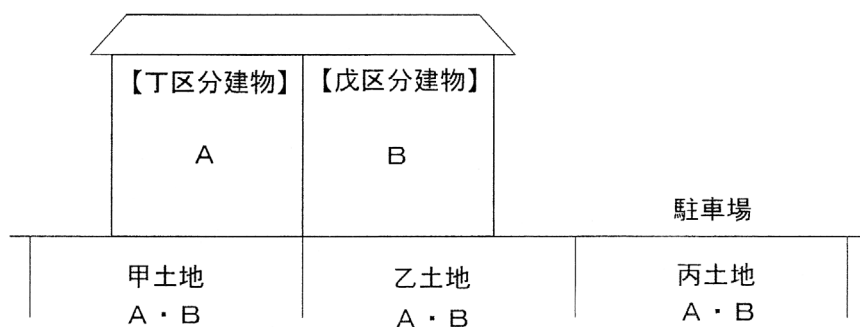 【丁区分建物】 【戊区分建物】
A B
駐車場
甲土地 乙土地 丙土地
A・B A・B A・B